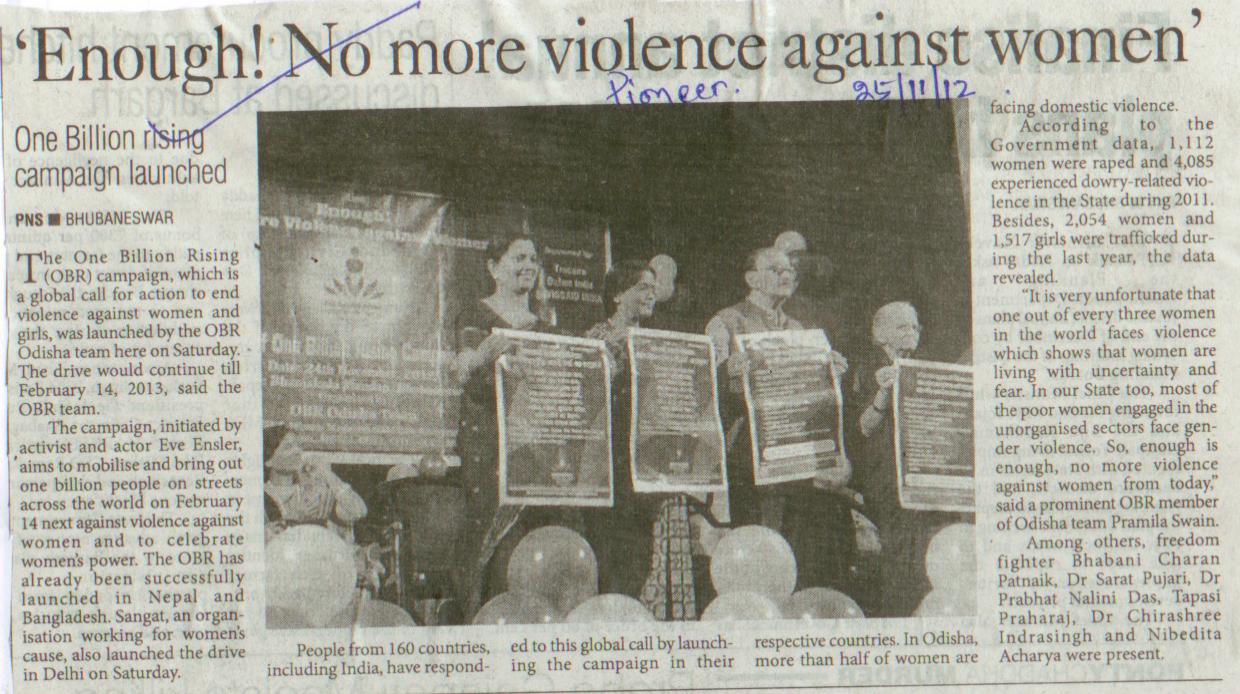 ‘Enough! No more violence against women’
Pioneer.
25/11/12
One Billion rising
campaign launched
PNS ■ BHUBANESWAR
The One Billion Rising
(OBR) campaign, which is
a global call for action to end
violence against women and
girls, was launched by the OBR
Odisha team here on Saturday.
The drive would continue till
February 14, 2013, said the
OBR team.
The campaign, initiated by
activist and actor Eve Ensler,
aims to mobilise and bring out
one billion people on streets
across the world on February
14 next against violence against
women and to celebrate
women's power. The OBR has
already been successfully
launched in Nepal and
Bangladesh. Sangat, an organ-
isation working for women's
cause, also launched the drive
in Delhi on Saturday.
Enough!
re Violence Against Women
One Billion Rising
OBR Odisha Team
People from 160 countries,
including India, have respond-
ed to this global call by launch-
ing the campaign in their
respective countries. In Odisha,
more than half of women are
facing domestic violence.
According to the
Government data, 1,112
women were raped and 4,085
experienced dowry-related vio-
lence in the State during 2011.
Besides, 2,054 women and
1,517 girls were trafficked dur-
ing the last year, the data
revealed.
“It is very unfortunate that
one out of every three women
in the world faces violence
which shows that women are
living with uncertainty and
fear. In our State too, most of
the poor women engaged in the
unorganised sectors face gen-
der violence. So, enough is
enough, no more violence
against women from today,”
said a prominent OBR member
of Odisha team Pramila Swain.
Among others, freedom
fighter Bhabani Charan
Patnaik, Dr Sarat Pujari, Dr
Prabhat Nalini Das, Tapasi
Praharaj, Dr Chirashree
Indrasingh and Nibedita
Acharya were present.
MURDER